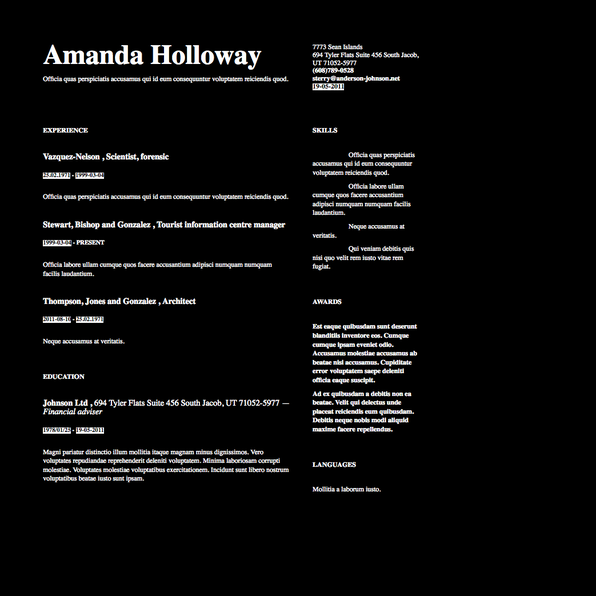 Amanda Holloway
Officia quas perspiciatis accusamus qui id eum consequuntur voluptatem reiciendis quod.
7773 Sean Islands
694 Tyler Flats Suite 456 South Jacob,
UT 71052-5977
(608)789-0528
sterry@anderson-johnson.net
19-05-2011
EXPERIENCE
Vazquez-Nelson , Scientist, forensic
25.02.1971 - 1999-03-04
Officia quas perspiciatis accusamus qui id eum consequuntur voluptatem reiciendis quod.
Stewart, Bishop and Gonzalez , Tourist information centre manager
1999-03-04 - PRESENT
Officia labore ullam cumque quos facere accusantium adipisci numquam numquam
facilis laudantium.
Thompson, Jones and Gonzalez , Architect
2011-06-10 - 25.02.1971
Neque accusamus at veritatis.
EDUCATION
Johnson Ltd , 694 Tyler Flats Suite 456 South Jacob, UT 71052-5977 —
Financial adviser
1978/01/25 - 19-05-2011
Magni pariatur distinctio illum mollitia itaque magnam minus dignissimos. Vero
voluptates repudiandae reprehenderit deleniti voluptatem. Minima laboriosam corrupti
molestiae. Voluptates molestiae voluptatibus exercitationem. Incidunt sunt libero nostrum
voluptatibus beatae iusto sunt ipsam.
SKILLS
Officia quas perspiciatis
accusamus qui id eum consequuntur
voluptatem reiciendis quod.
Officia labore ullam
cumque quos facere accusantium
adipisci numquam numquam facilis
laudantium.
Neque accusamus at
veritatis.
Qui veniam debitis quis
nisi quo velit rem iusto vitae rem
fugiat.
AWARDS
Est eaque quibusdam sunt deserunt
blanditiis inventore eos. Cumque
cumque ipsam eveniet odio.
Accusamus molestiae accusamus ab
beatae nisi accusamus. Cupiditate
error voluptatem saepe deleniti
officia eaque suscipit.
Ad ex quibusdam a debitis non ea
beatae. Velit qui delectus unde
placeat reiciendis eum quibusdam.
Debitis neque nobis modi aliquid
maxime facere repellendus.
LANGUAGES
Mollitia a laborum iusto.